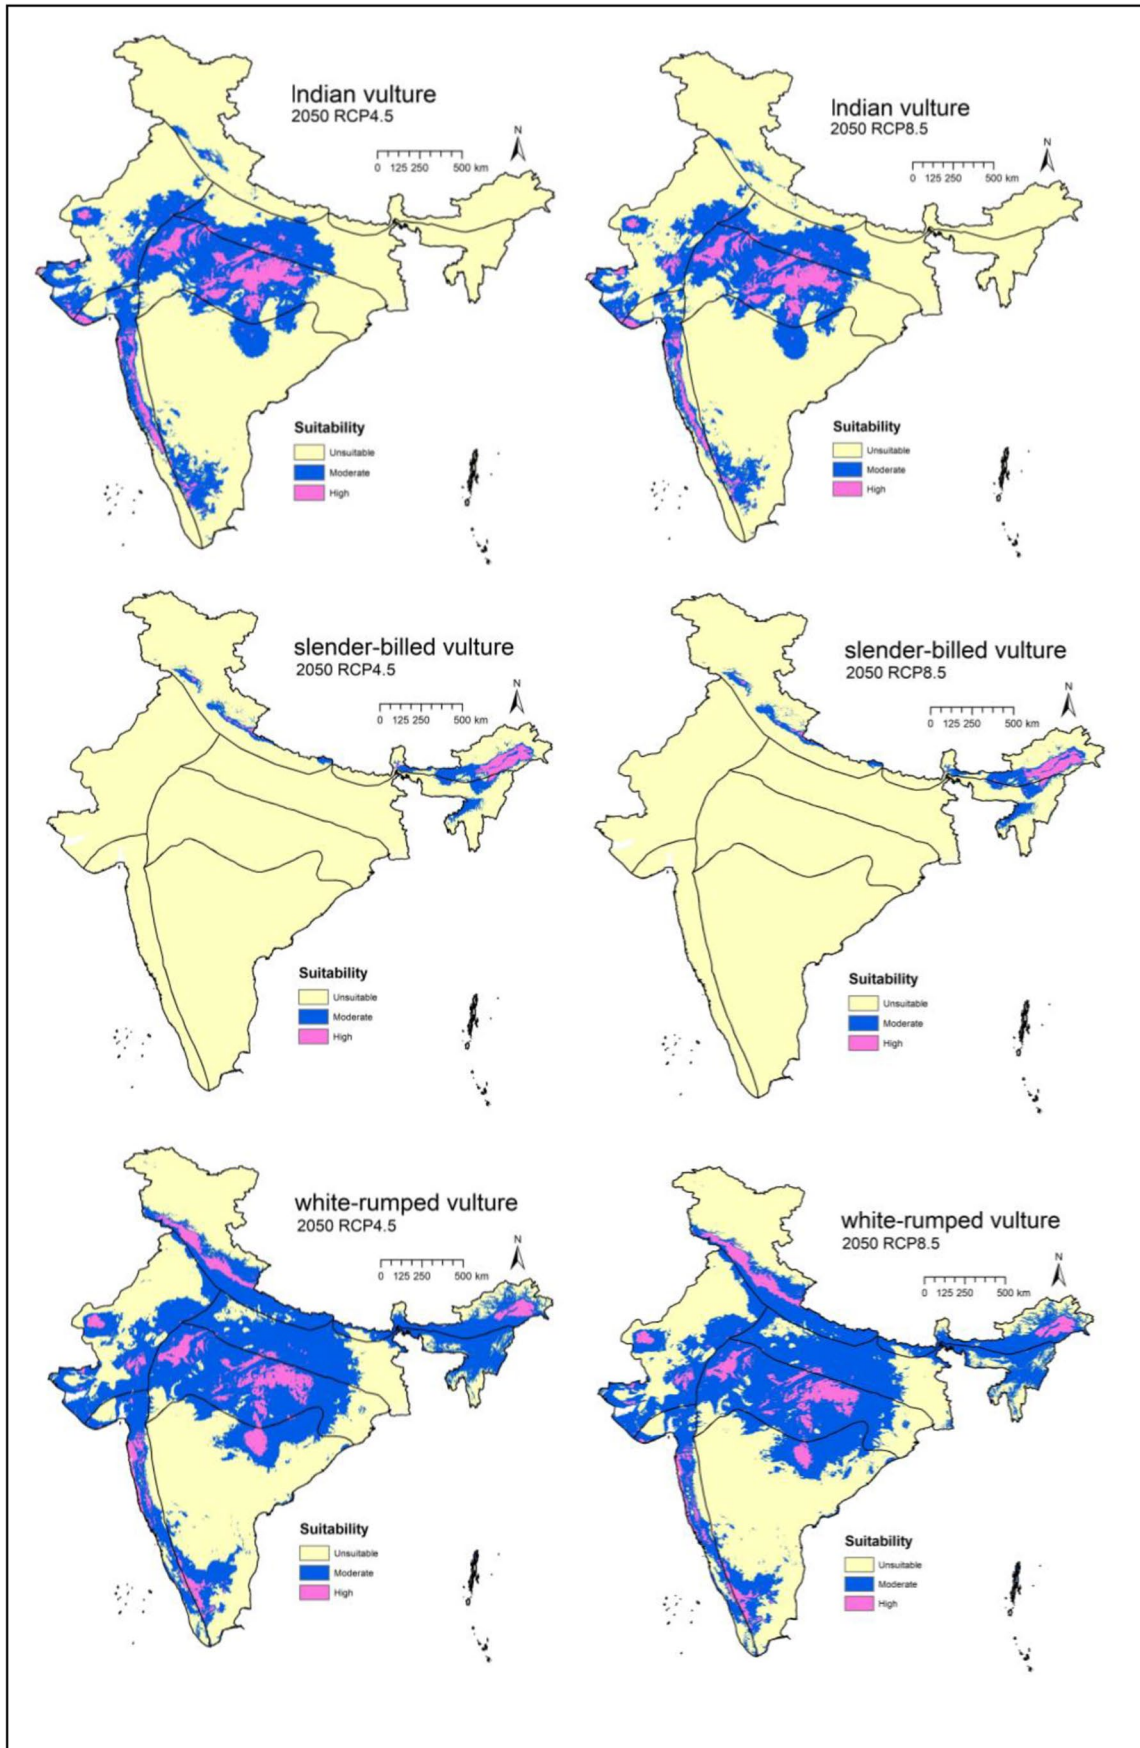 Indian vulture
2050 RCP4.5
N
0 125 250 500 km
Suitability
Unsuitable
Moderate
High
Indian vulture
2050 RCP8.5
N
0 125 250 500 km
Suitability
Unsuitable
Moderate
High
slender-billed vulture
2050 RCP4.5
N
0 125 250 500 km
Suitability
Unsuitable
Moderate
High
slender-billed vulture
2050 RCP8.5
N
0 125 250 500 km
Suitability
Unsuitable
Moderate
High
white-rumped vulture
2050 RCP4.5
N
0 125 250 500 km
Suitability
Unsuitable
Moderate
High
white-rumped vulture
2050 RCP8.5
N
0 125 250 500 km
Suitability
Unsuitable
Moderate
High